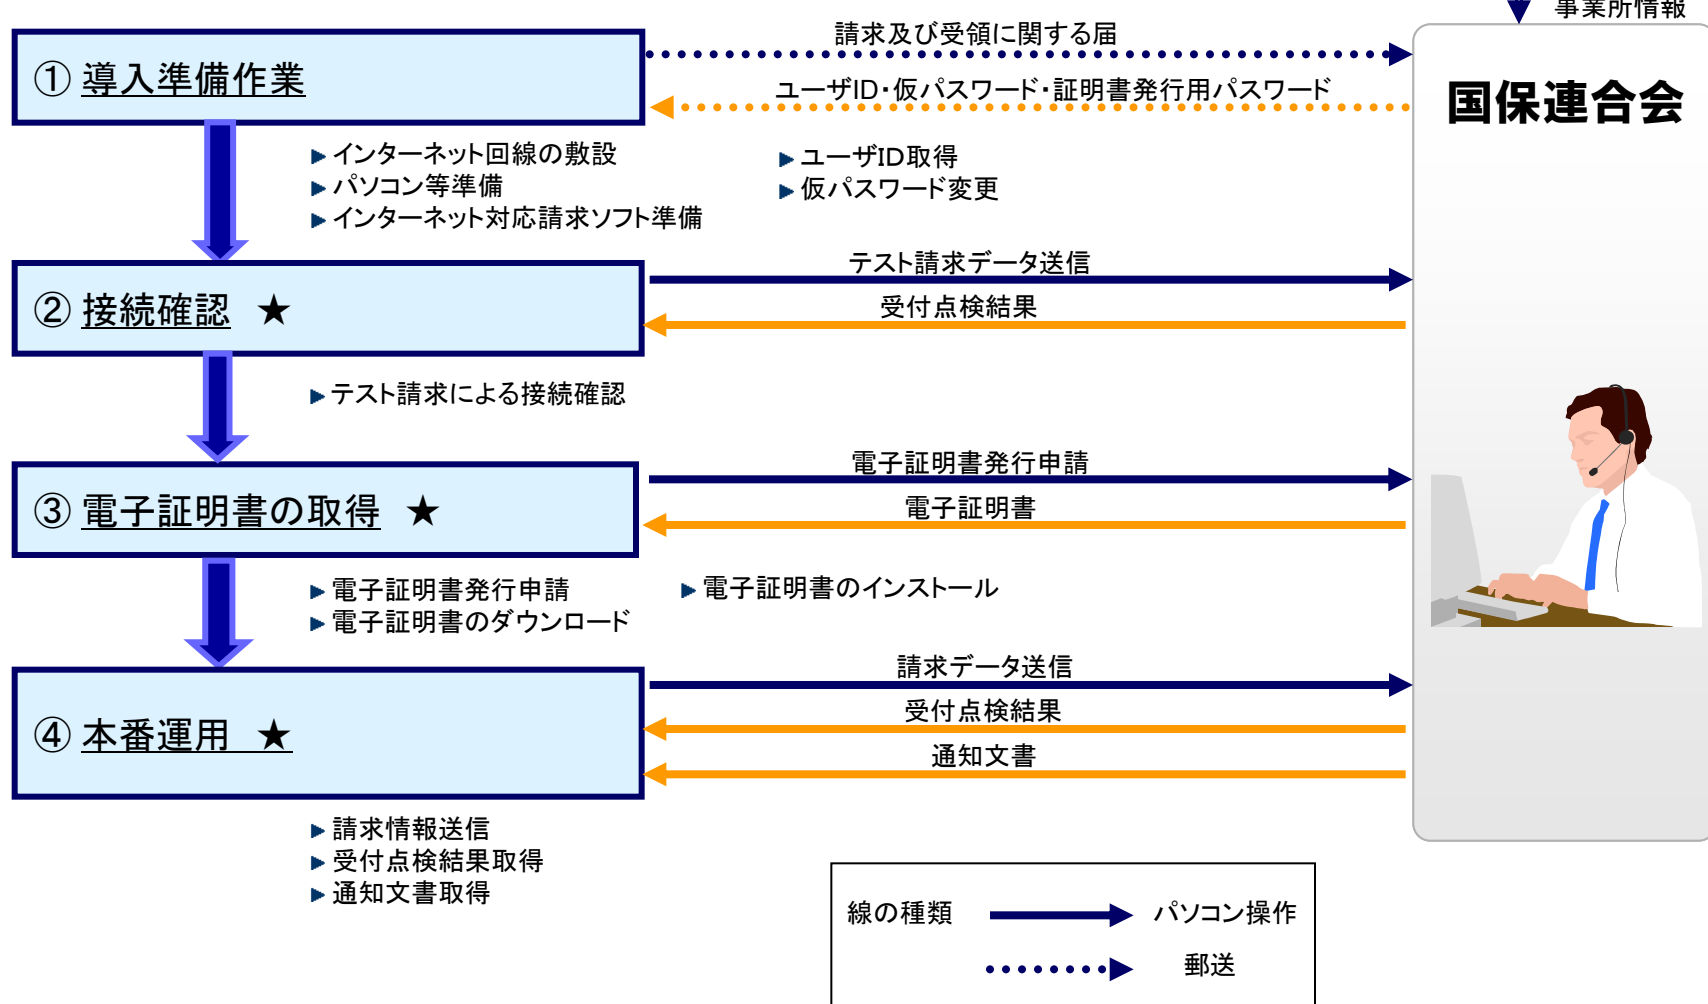 事業所情報
国保連合会
① 導入準備作業
請求及び受領に関する届
ユーザID・仮パスワード・証明書発行用パスワード
インターネット回線の敷設
パソコン等準備
インターネット対応請求ソフト準備
ユーザID取得
仮パスワード変更
② 接続確認 ★
テスト請求データ送信
受付点検結果
テスト請求による接続確認
③ 電子証明書の取得 ★
電子証明書発行申請
電子証明書
電子証明書発行申請
電子証明書のダウンロード
電子証明書のインストール
④ 本番運用 ★
請求データ送信
受付点検結果
通知文書
請求情報送信
受付点検結果取得
通知文書取得
線の種類
パソコン操作
郵送